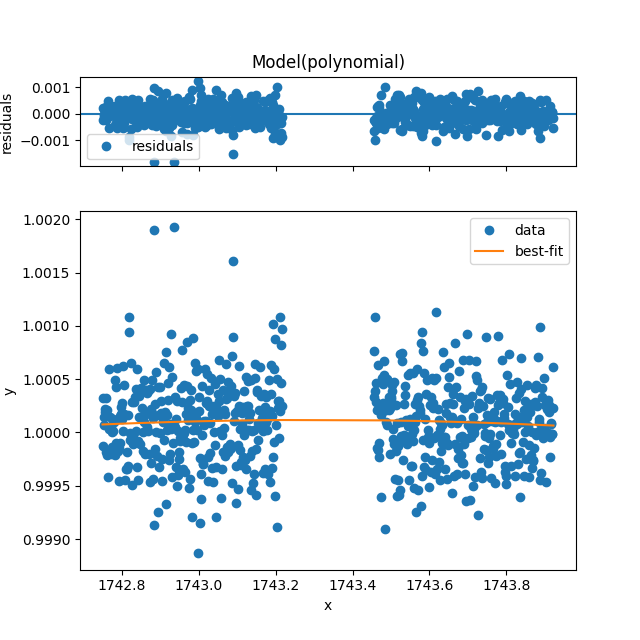 Model(polynomial)
0.001
0.000
−0.001
residuals
residuals
1.0020
1.0015
1.0010
1.0005
1.0000
0.9995
0.9990
y
data
best-fit
1742.8
1743.0
1743.2
1743.4
1743.6
1743.8
x